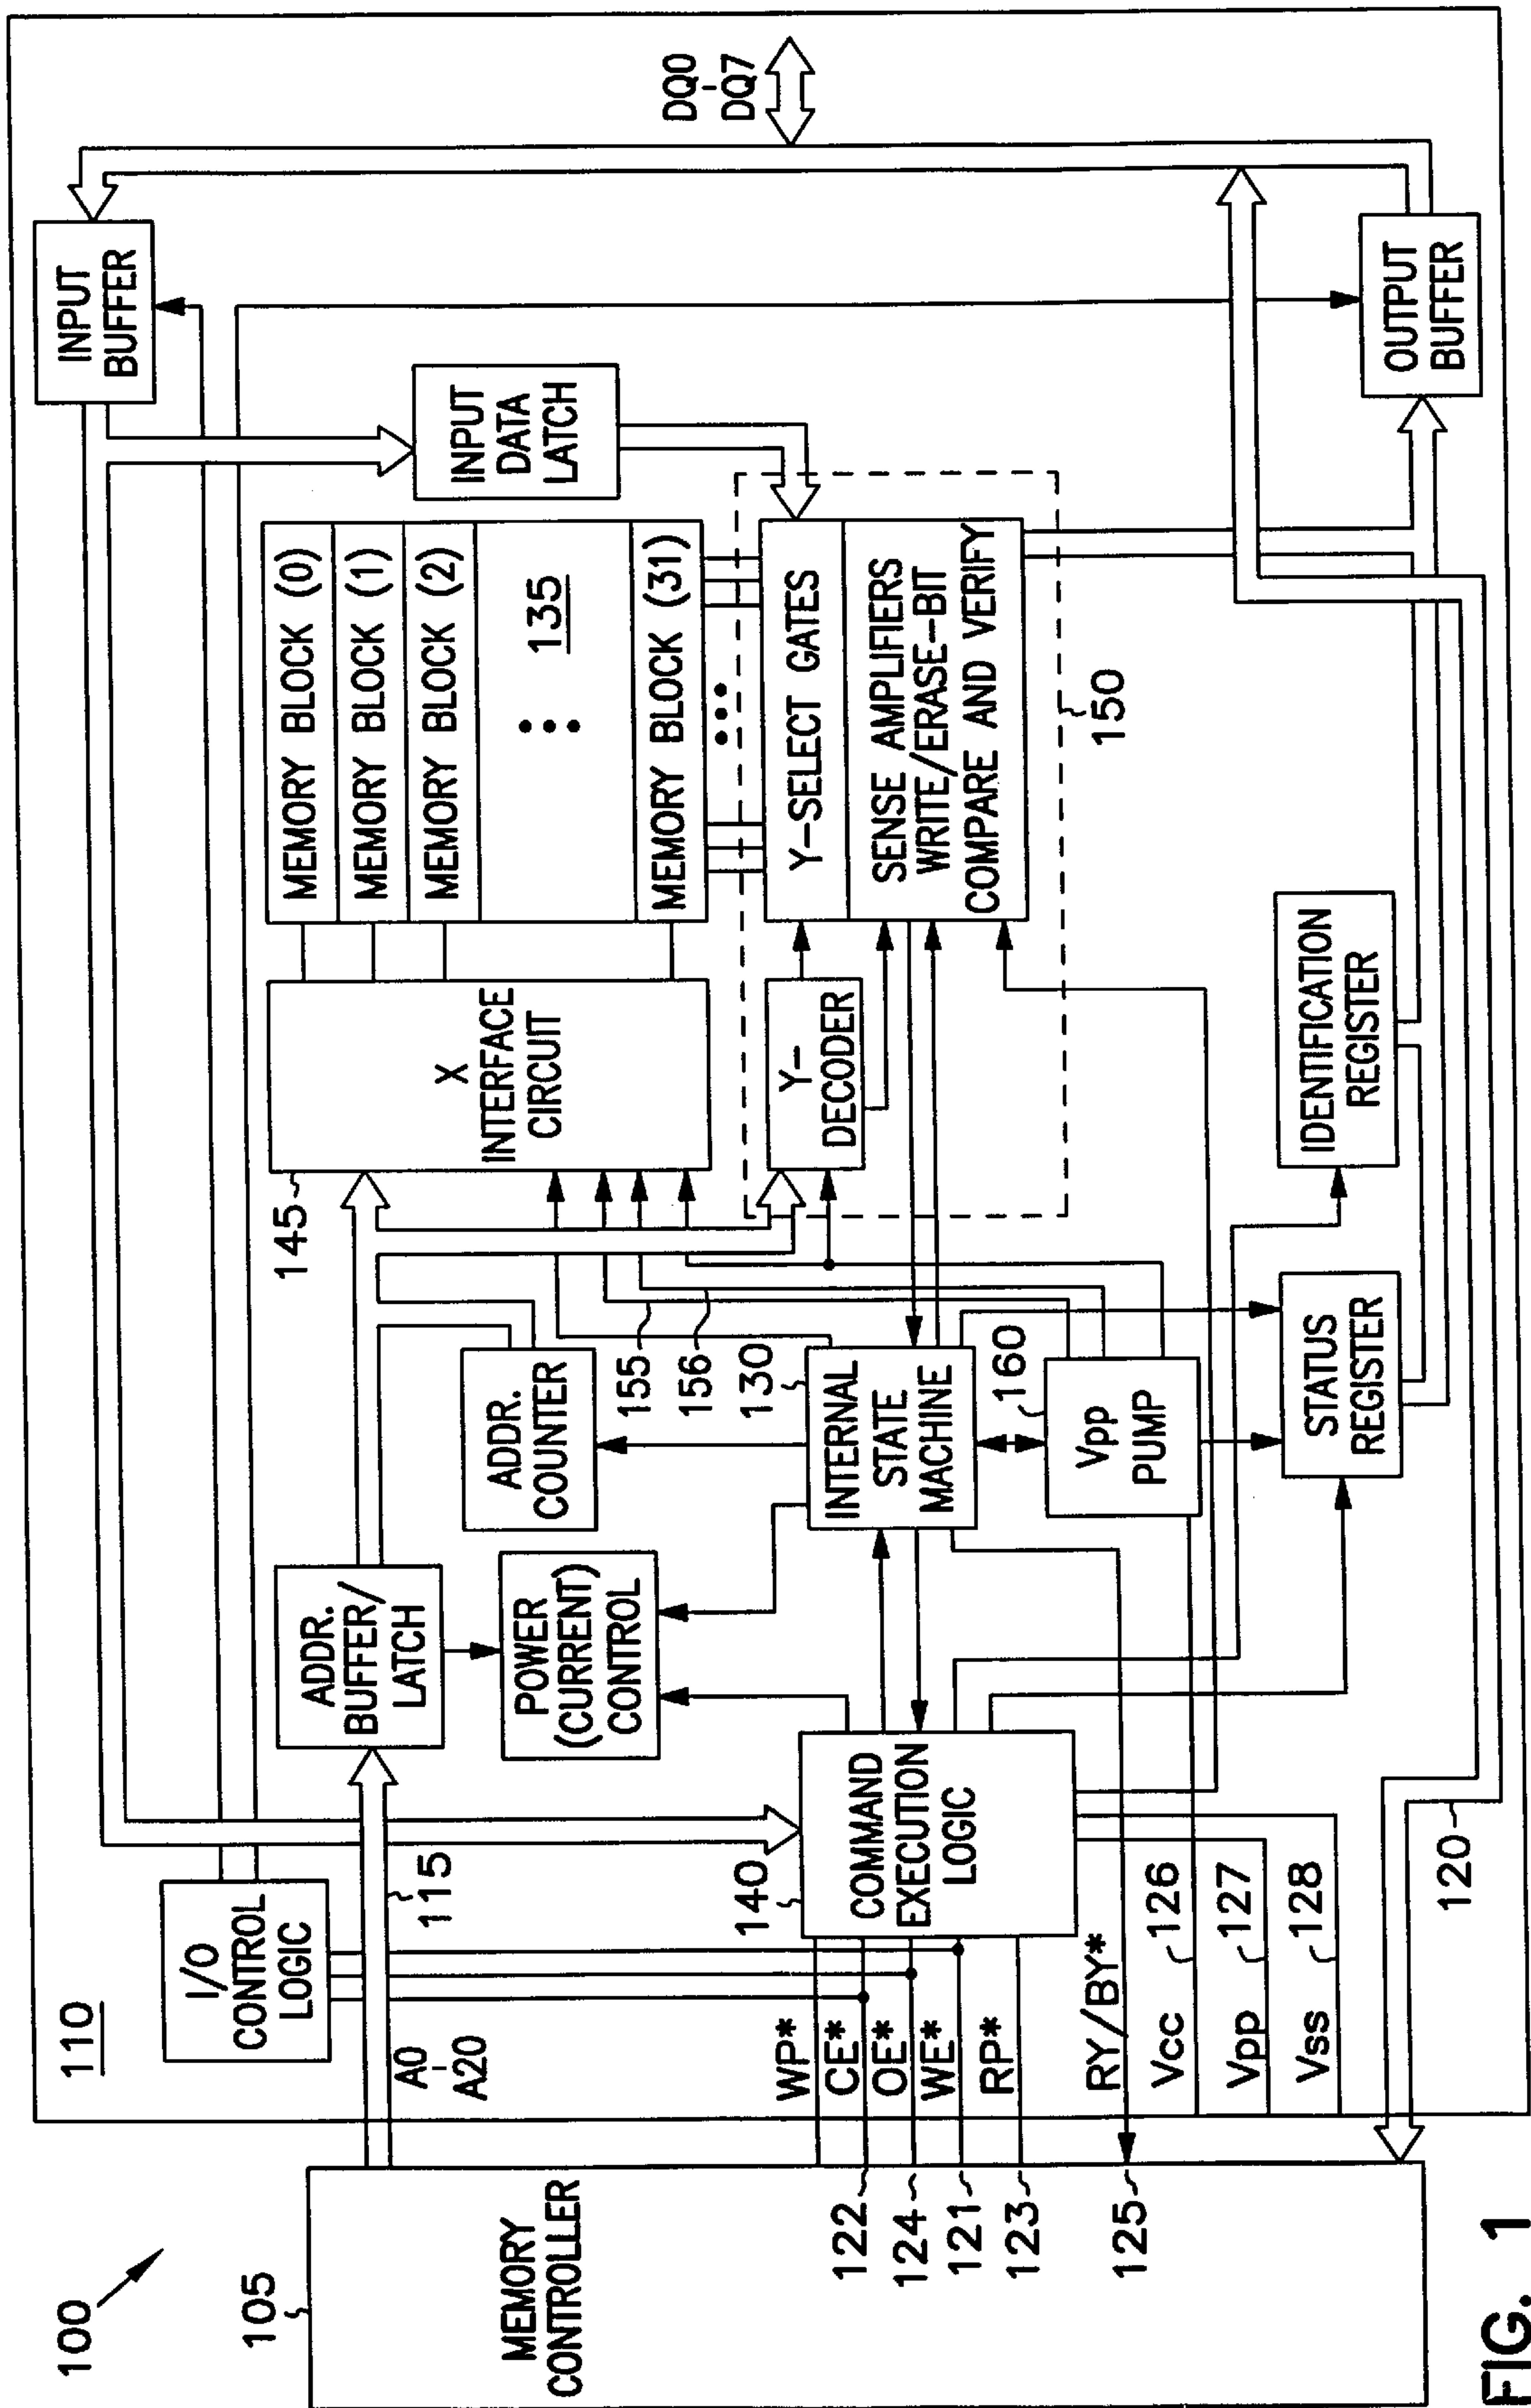 100
105
MEMORY
CONTROLLER
110
I/O
CONTROL
LOGIC
A0
-
A20
115
ADDR.
BUFFER/
LATCH
POWER
(CURRENT)
CONTROL
ADDR.
COUNTER
145
X
INTERFACE
CIRCUIT
MEMORY BLOCK (0)
MEMORY BLOCK (1)
MEMORY BLOCK (2)
135
MEMORY BLOCK (31)
INPUT
BUFFER
INPUT
DATA
LATCH
DQ0
-
DQ7
Y-SELECT GATES
SENSE AMPLIFIERS
WRITE/ERASE-BIT
COMPARE AND VERIFY
150
Y-
DECODER
155
156
130
INTERNAL
STATE
MACHINE
160
Vpp
PUMP
140
COMMAND
EXECUTION
LOGIC
WP*
CE*
OE*
WE*
RP*
122
124
121
123
RY/BY*
125
Vcc
126
Vpp
127
Vss
128
120
STATUS
REGISTER
IDENTIFICATION
REGISTER
OUTPUT
BUFFER
FIG. 1